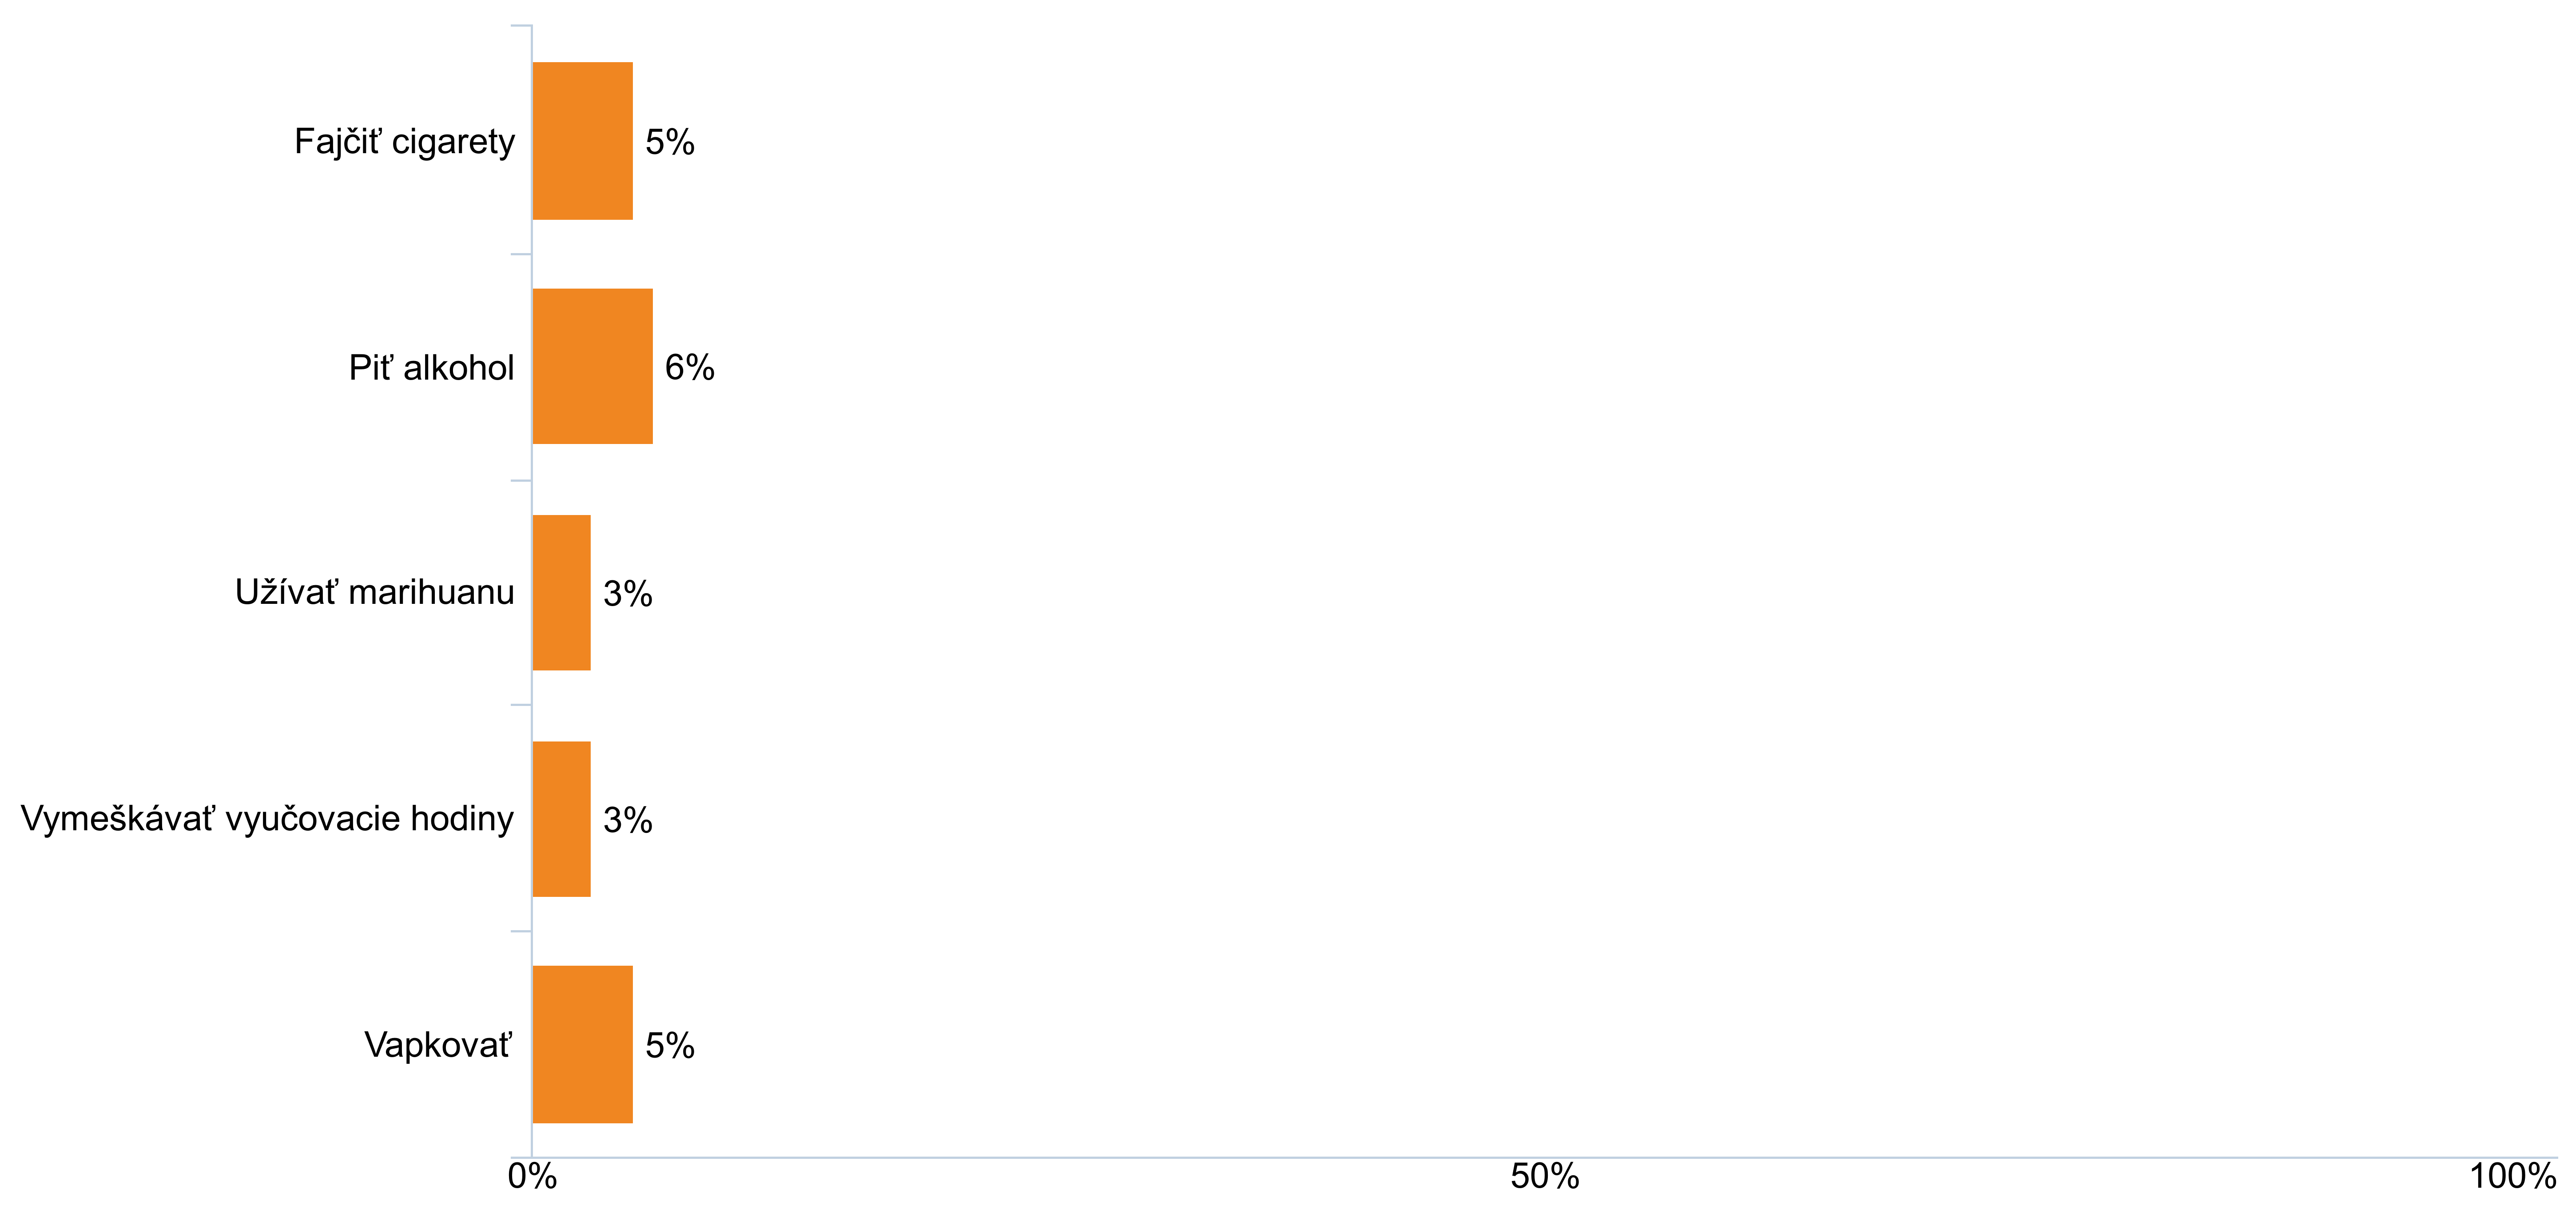 Fajčiť cigarety 5%
Piť alkohol 6%
Užívať marihuanu 3%
Vymeškávať vyučovacie hodiny 3%
Vapkovať 5%
0% 50% 100%